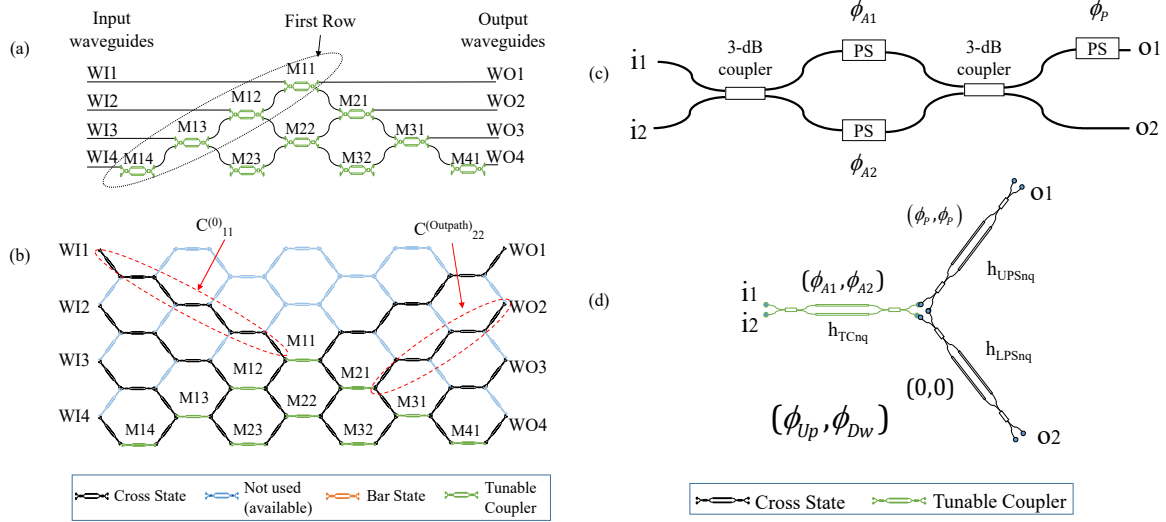 (a)
Input
waveguides
First Row
Output
waveguides
WI1
M11
WO1
WI2
M12
M21
WO2
WI3
M13
M22
M31
WO3
WI4
M14
M23
M32
M41
WO4
(b)
C(0)11
C(Outpath)22
WI1
WO1
WI2
WO2
M11
WI3
M12
M21
WO3
M13
M22
M31
WI4
WO4
M14
M23
M32
M41
Cross State
Not used
(available)
Bar State
Tunable
Coupler
(c)
ϕA1
ϕP
i1
3-dB
coupler
PS
3-dB
coupler
PS
o1
i2
PS
o2
ϕA2
(d)
o1
(ϕP,ϕP)
hUPSnq
i1
(ϕA1,ϕA2)
i2
hTCnq
hLPSnq
(0,0)
(ϕUp,ϕDw)
o2
Cross State
Tunable Coupler